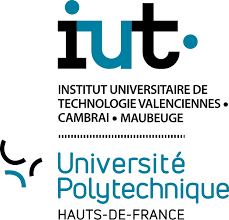 iut
INSTITUT UNIVERSITAIRE DE
TECHNOLOGIE VALENCIENNES •
CAMBRAI • MAUBEUGE
Université
Polytechnique
HAUTS-DE-FRANCE